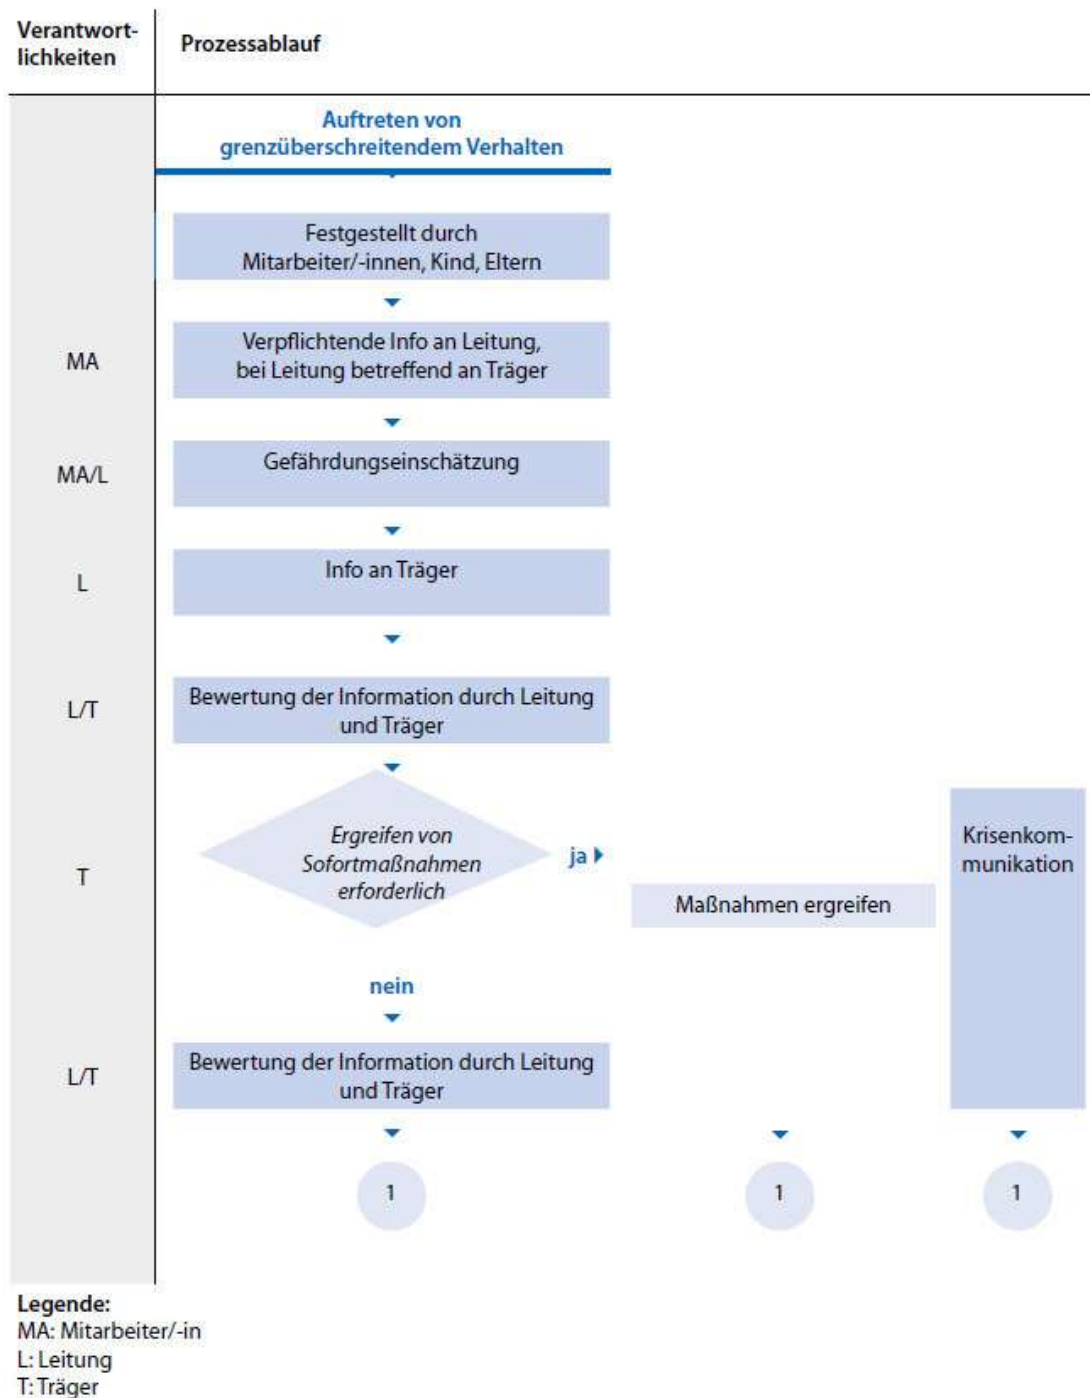 Verantwort-
lichkeiten
Prozessablauf
Auftreten von
grenzüberschreitendem Verhalten
Festgestellt durch
Mitarbeiter/-innen, Kind, Eltern
MA
Verpflichtende Info an Leitung,
bei Leitung betreffend an Träger
MA/L
Gefährdungseinschätzung
L
Info an Träger
L/T
Bewertung der Information durch Leitung
und Träger
T
Ergreifen von
Sofortmaßnahmen
erforderlich
ja
Maßnahmen ergreifen
Krisenkom-
munikation
nein
L/T
Bewertung der Information durch Leitung
und Träger
1
1
1
Legende:
MA: Mitarbeiter/-in
L: Leitung
T: Träger